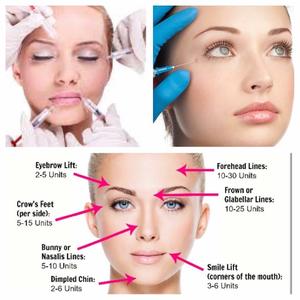 Eyebrow Lift:
2-5 Units
Forehead Lines:
10-30 Units
Crow's Feet
(per side):
5-15 Units
Frown or
Glabellar Lines:
10-25 Units
Bunny or
Nasalis Lines:
5-10 Units
Smile Lift
(corners of the mouth):
3-6 Units
Dimpled Chin:
2-6 Units